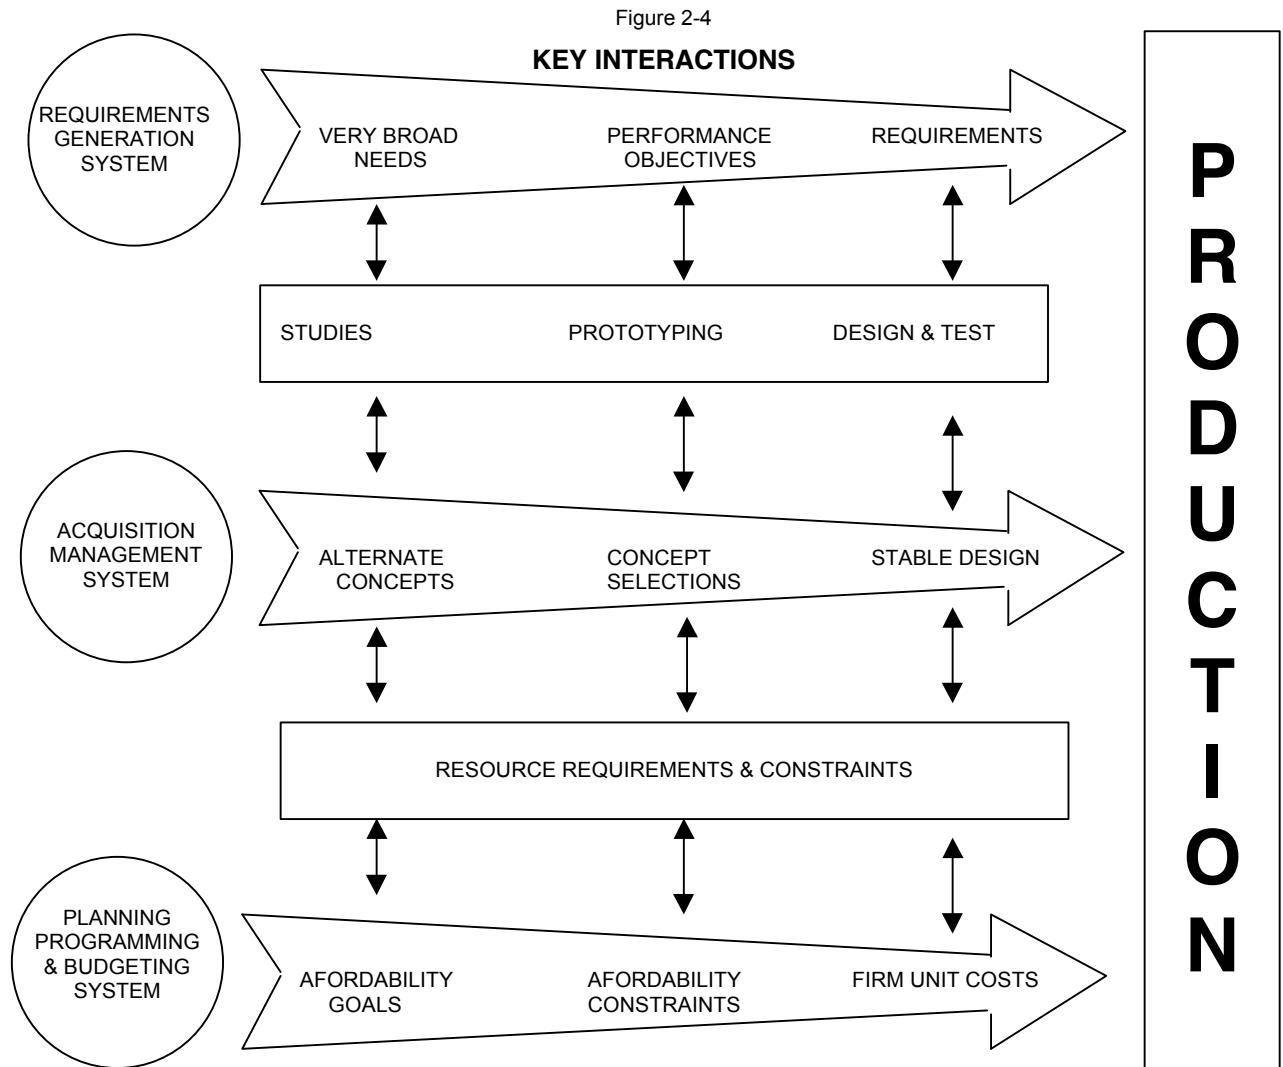 Figure 2-4
KEY INTERACTIONS
REQUIREMENTS
GENERATION
SYSTEM
VERY BROAD
NEEDS
PERFORMANCE
OBJECTIVES
REQUIREMENTS
STUDIES
PROTOTYPING
DESIGN & TEST
ACQUISITION
MANAGEMENT
SYSTEM
ALTERNATE
CONCEPTS
CONCEPT
SELECTIONS
STABLE DESIGN
RESOURCE REQUIREMENTS & CONSTRAINTS
PLANNING
PROGRAMMING
& BUDGETING
SYSTEM
AFORDABILITY
GOALS
AFORDABILITY
CONSTRAINTS
FIRM UNIT COSTS
P
R
O
D
U
C
T
I
O
N